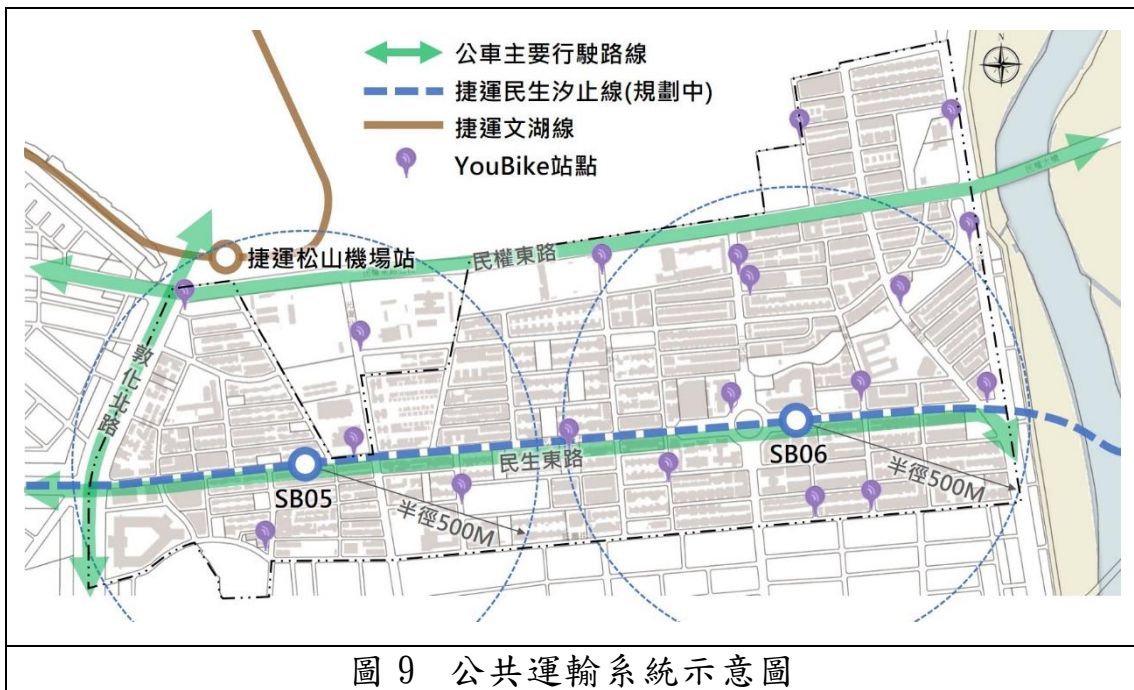 N
公車主要行駛路線
捷運民生汐止線(規劃中)
捷運文湖線
YouBike站點
民權大橋
捷運松山機場站
民權東路
敦化北路
民生東路
SB05
SB06
半徑500M
半徑500M
圖 9 公共運輸系統示意圖